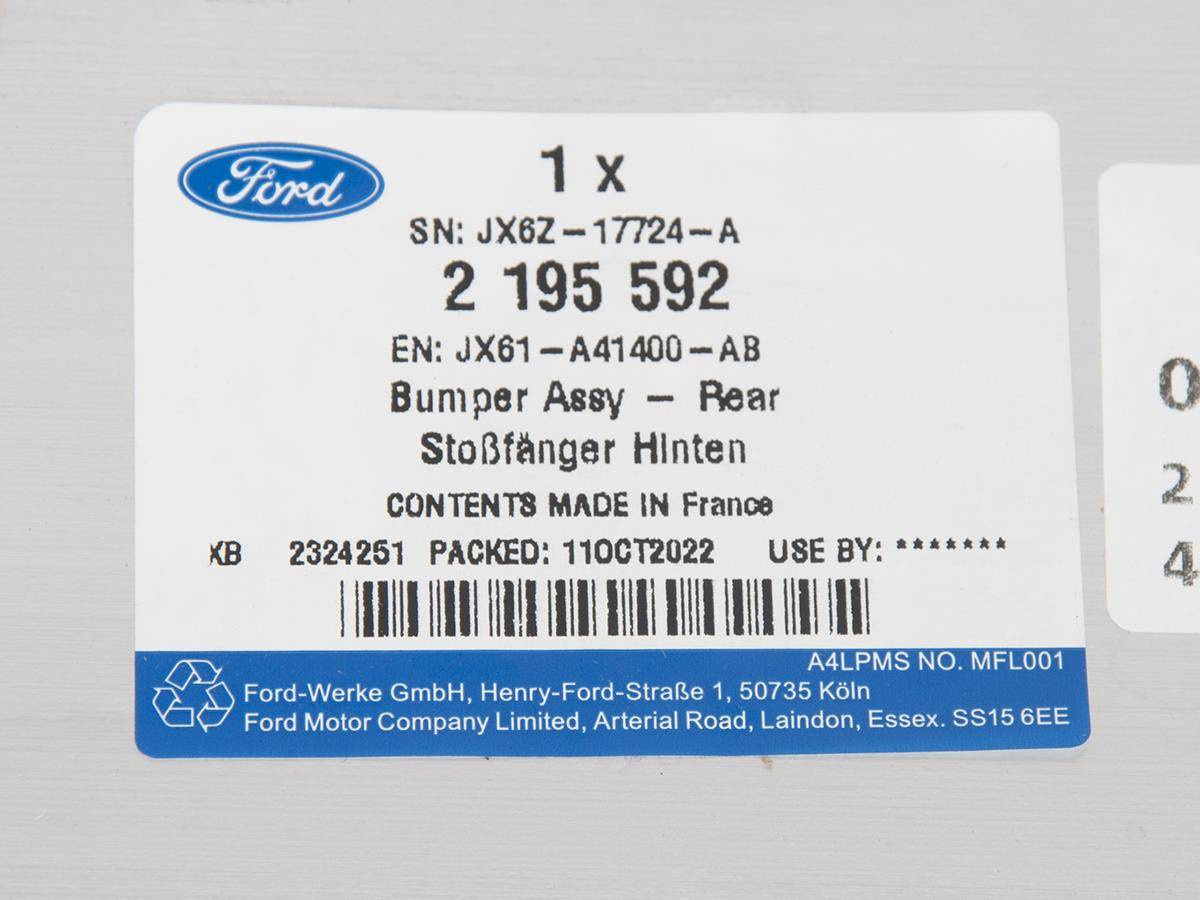 Ford
1 x
SN: JX6Z-17724-A
2 195 592
EN: JX61-A41400-AB
Bumper Assy - Rear
Stoßfänger Hinten
CONTENTS MADE IN France
XB 2324251 PACKED: 11OCT2022 USE BY: *******
A4LPMS NO. MFL001
Ford-Werke GmbH, Henry-Ford-Straße 1, 50735 Köln
Ford Motor Company Limited, Arterial Road, Laindon, Essex. SS15 6EE
0
2
4